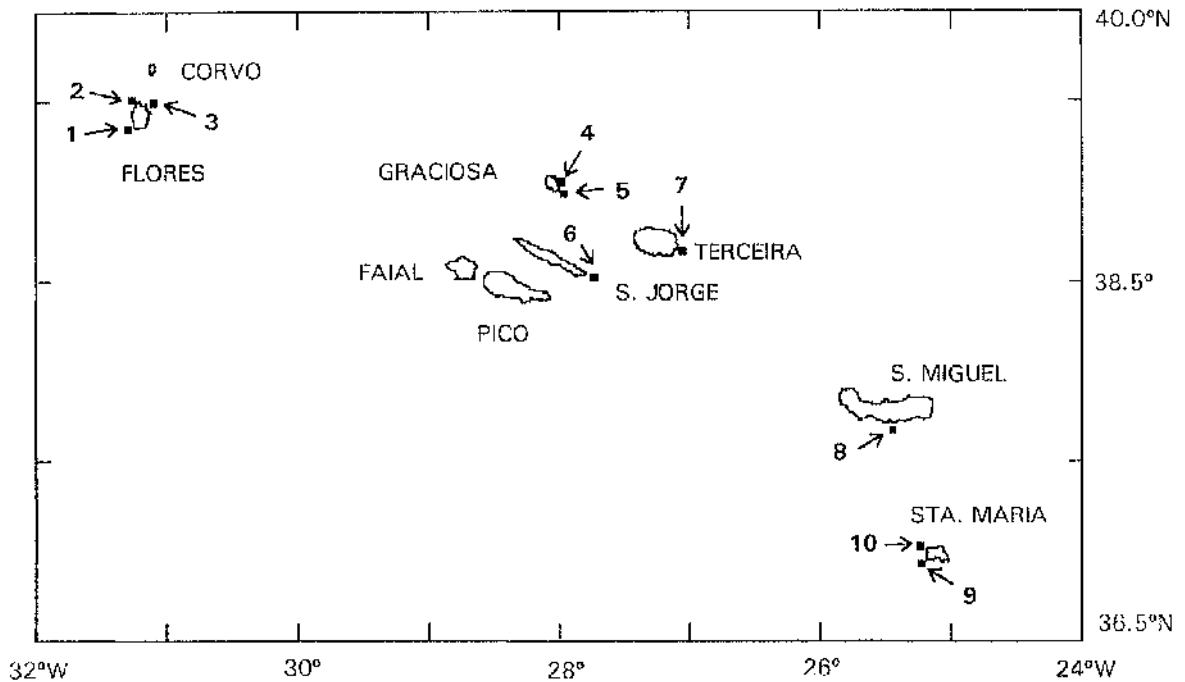 40.0°N
CORVO
2
3
1
FLORES
4
GRACIOSA
5
7
6
TERCEIRA
FAIAL
S. JORGE
38.5°
PICO
S. MIGUEL
8
STA. MARIA
10
9
36.5°N
32°W 30° 28° 26° 24°W